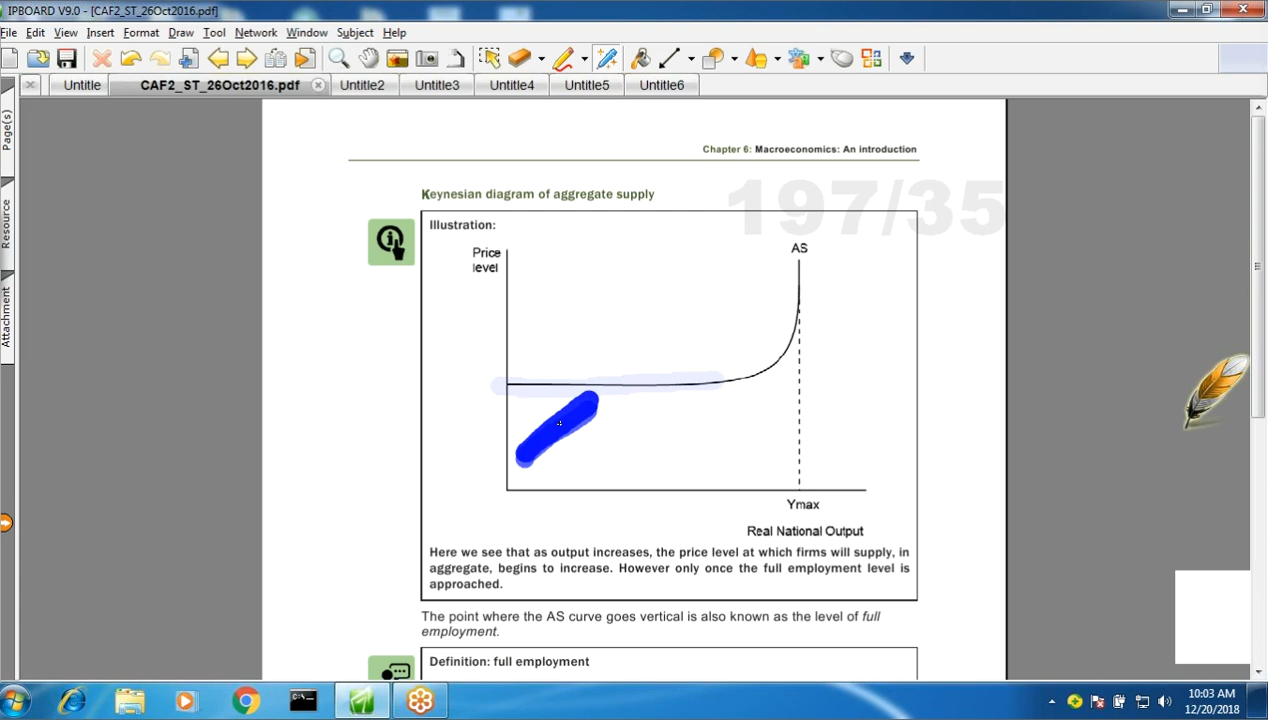 IPBOARD V9.0 - [CAF2_ST_26Oct2016.pdf]
File Edit View Insert Format Draw Tool Network Window Subject Help
Untitle CAF2_ST_26Oct2016.pdf Untitle2 Untitle3 Untitle4 Untitle5 Untitle6
Page(s)
Resource
Attachment
Chapter 6: Macroeconomics: An introduction
197/35
Keynesian diagram of aggregate supply
Illustration:
Price
level
AS
Ymax
Real National Output
Here we see that as output increases, the price level at which firms will supply, in
aggregate, begins to increase. However only once the full employment level is
approached.
The point where the AS curve goes vertical is also known as the level of full
employment.
Definition: full employment
10:03 AM
12/20/2018